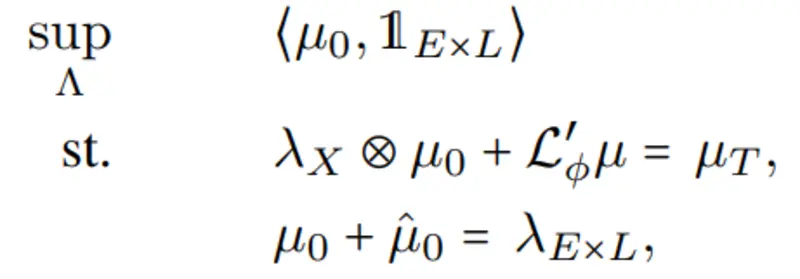 sup ⟨μ₀, 𝟙_{E×L}⟩
Λ
st. λ_X ⊗ μ₀ + 𝓛′_ϕ μ = μ_T,
μ₀ + μ̂₀ = λ_{E×L},